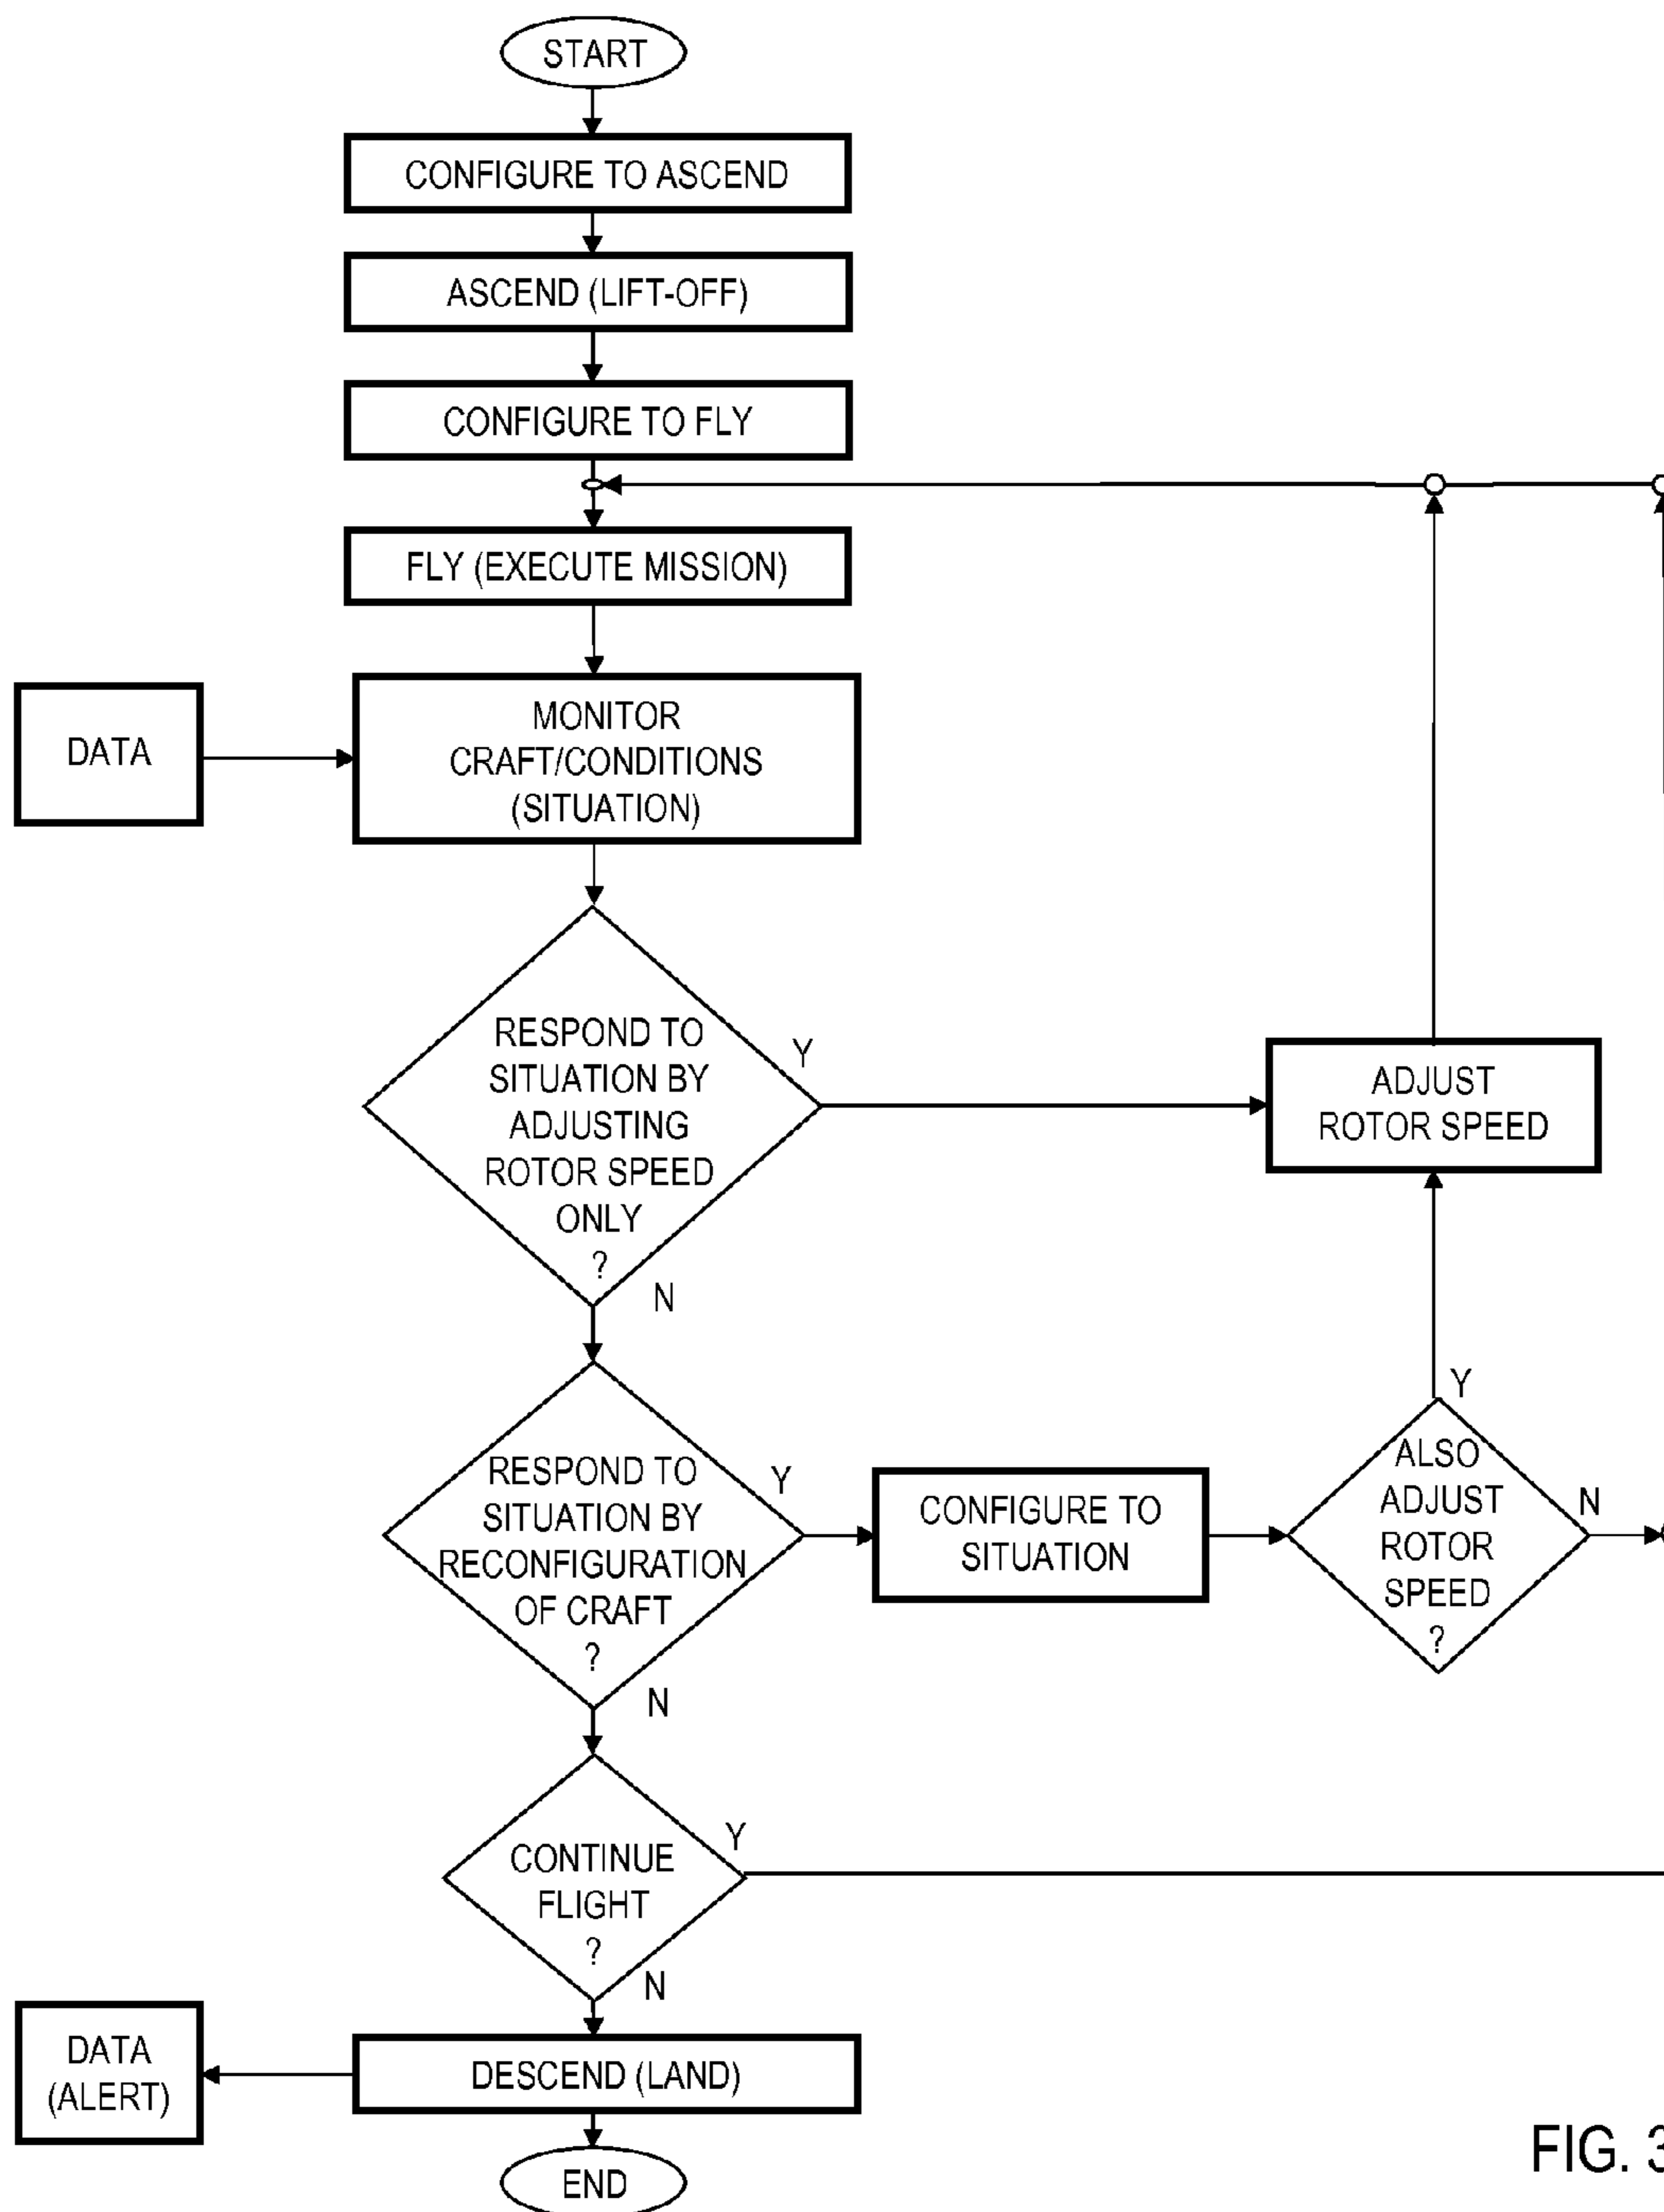 START
CONFIGURE TO ASCEND
ASCEND (LIFT-OFF)
CONFIGURE TO FLY
FLY (EXECUTE MISSION)
DATA
MONITOR
CRAFT/CONDITIONS
(SITUATION)
RESPOND TO
SITUATION BY
ADJUSTING
ROTOR SPEED
ONLY
?
Y
N
ADJUST
ROTOR SPEED
RESPOND TO
SITUATION BY
RECONFIGURATION
OF CRAFT
?
Y
N
CONFIGURE TO
SITUATION
ALSO
ADJUST
ROTOR
SPEED
?
Y
N
CONTINUE
FLIGHT
?
Y
N
DATA
(ALERT)
DESCEND (LAND)
END
FIG. 3